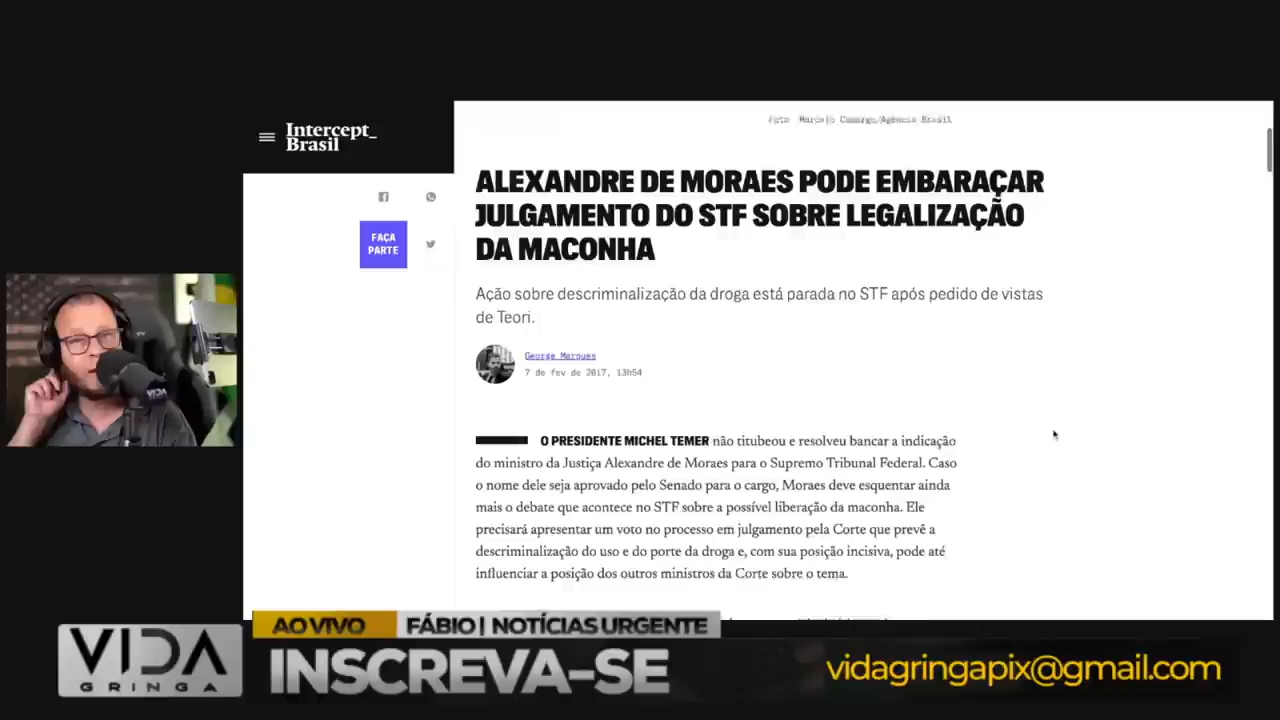 Foto: Marcelo Camargo/Agência Brasil
Intercept_
Brasil
ALEXANDRE DE MORAES PODE EMBARAÇAR
JULGAMENTO DO STF SOBRE LEGALIZAÇÃO
DA MACONHA
FAÇA
PARTE
Ação sobre descriminalização da droga está parada no STF após pedido de vistas
de Teori.
George Marques
7 de fev de 2017, 13h54
O PRESIDENTE MICHEL TEMER não titubeou e resolveu bancar a indicação
do ministro da Justiça Alexandre de Moraes para o Supremo Tribunal Federal. Caso
o nome dele seja aprovado pelo Senado para o cargo, Moraes deve esquentar ainda
mais o debate que acontece no STF sobre a possível liberação da maconha. Ele
precisará apresentar um voto no processo em julgamento pela Corte que prevê a
descriminalização do uso e do porte da droga e, com sua posição incisiva, pode até
influenciar a posição dos outros ministros da Corte sobre o tema.
AO VIVO FÁBIO | NOTÍCIAS URGENTE
VIDA
GRINGA
INSCREVA-SE
vidagringapix@gmail.com